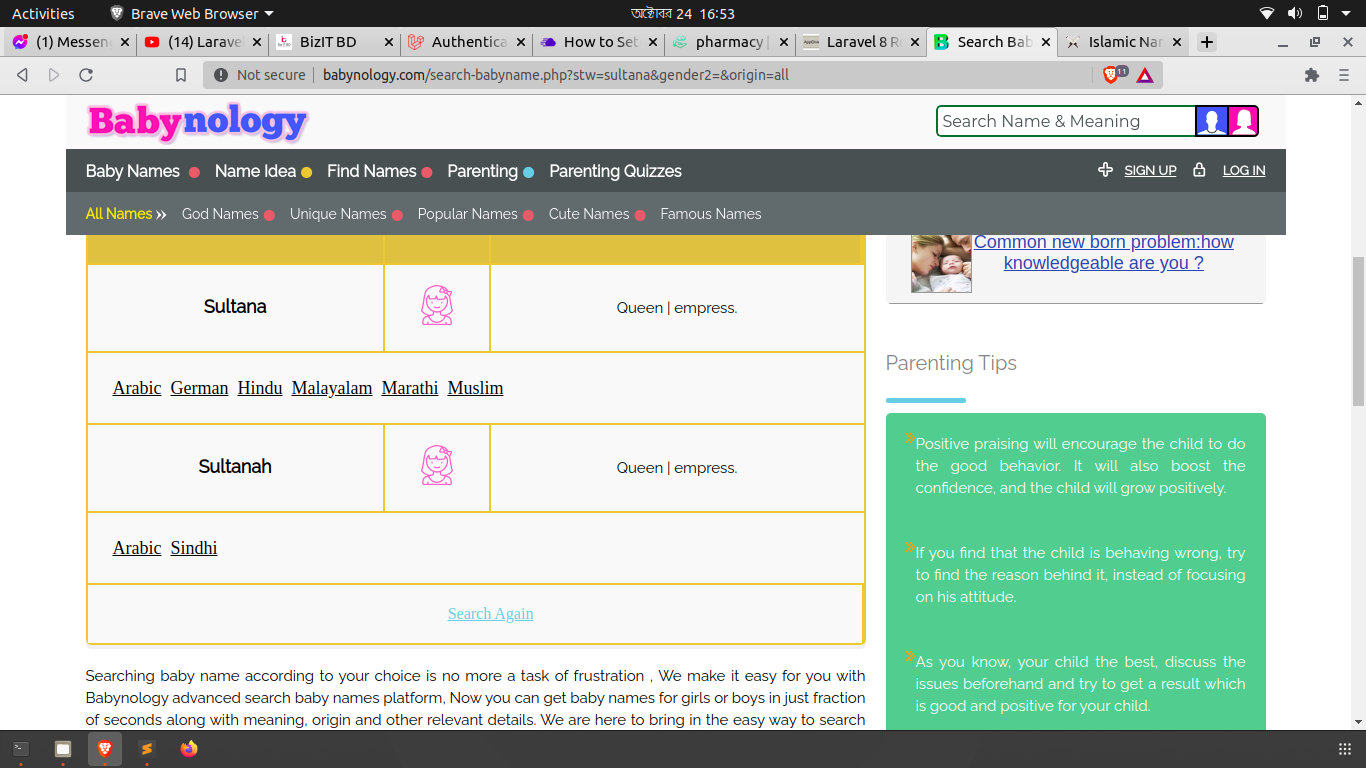 Activities Brave Web Browser অক্টোবর 24 16:53
(1) Messen (14) Larave BizIT BD Authentica How to Set pharmacy | Laravel 8 R Search Bab Islamic Nar
Not secure babynology.com/search-babyname.php?stw=sultana&gender2=&origin=all
Babynology
Search Name & Meaning
Baby Names Name Idea Find Names Parenting Parenting Quizzes SIGN UP LOG IN
All Names God Names Unique Names Popular Names Cute Names Famous Names
Common new born problem:how
knowledgeable are you ?
Sultana Queen | empress.
Arabic German Hindu Malayalam Marathi Muslim
Sultanah Queen | empress.
Arabic Sindhi
Search Again
Searching baby name according to your choice is no more a task of frustration , We make it easy for you with
Babynology advanced search baby names platform, Now you can get baby names for girls or boys in just fraction
of seconds along with meaning, origin and other relevant details. We are here to bring in the easy way to search
Parenting Tips
Positive praising will encourage the child to do
the good behavior. It will also boost the
confidence, and the child will grow positively.
If you find that the child is behaving wrong, try
to find the reason behind it, instead of focusing
on his attitude.
As you know, your child the best, discuss the
issues beforehand and try to get a result which
is good and positive for your child.